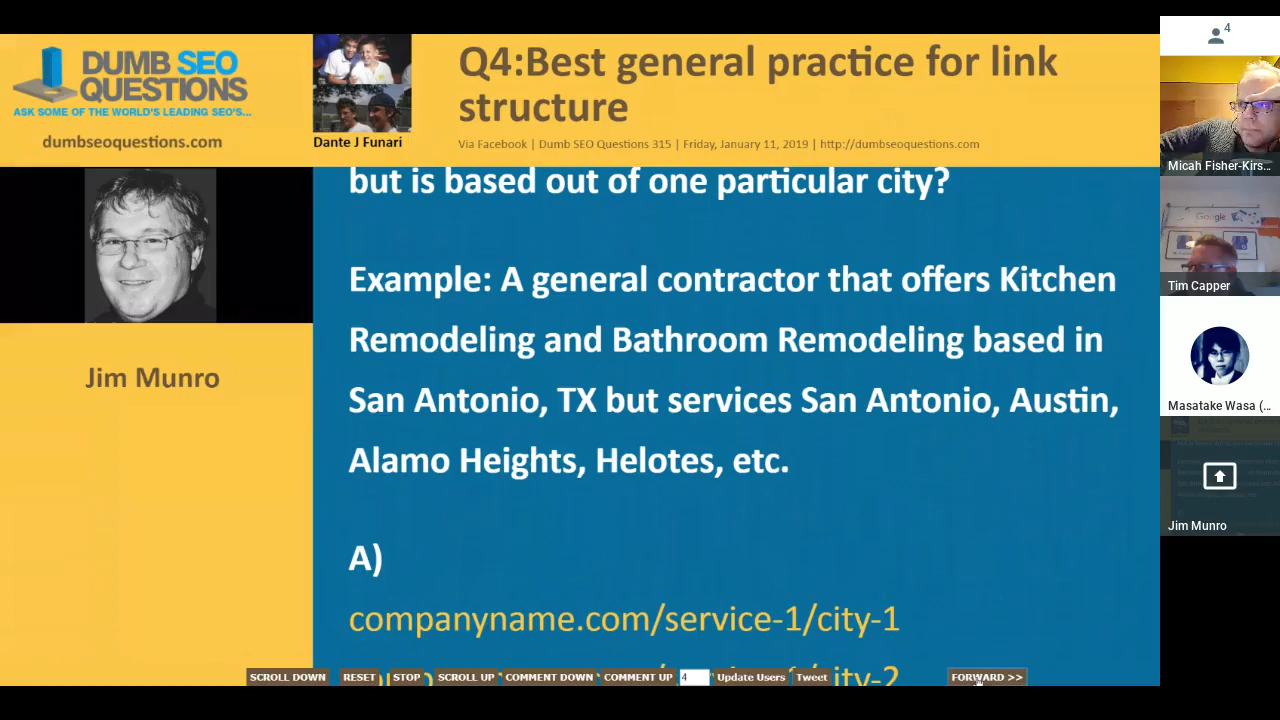 DUMB SEO
QUESTIONS
ASK SOME OF THE WORLD'S LEADING SEO'S...
dumbseoquestions.com
Dante J Funari
Q4:Best general practice for link
structure
Via Facebook | Dumb SEO Questions 315 | Friday, January 11, 2019 | http://dumbseoquestions.com
Jim Munro
but is based out of one particular city?
Example: A general contractor that offers Kitchen
Remodeling and Bathroom Remodeling based in
San Antonio, TX but services San Antonio, Austin,
Alamo Heights, Helotes, etc.
A)
companyname.com/service-1/city-1
SCROLL DOWN RESET STOP SCROLL UP COMMENT DOWN COMMENT UP 4 Update Users Tweet FORWARD >>
4
Micah Fisher-Kirs...
Google
Tim Capper
Masatake Wasa (...
Jim Munro